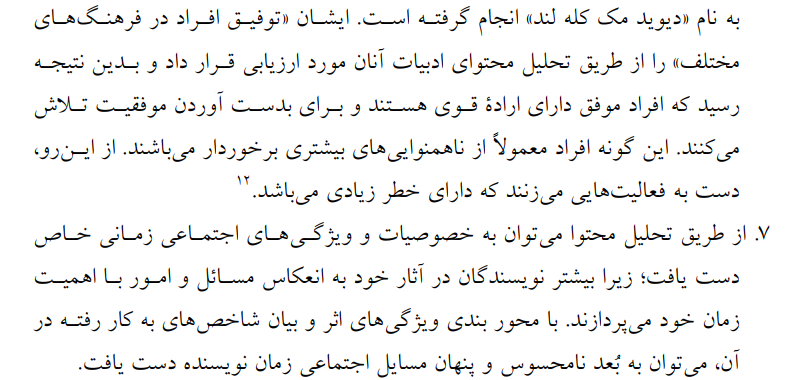 به نام «دیوید مک کله لند» انجام گرفته است. ایشان «توفیق افراد در فرهنگ‌های
مختلف» را از طریق تحلیل محتوای ادبیات آنان مورد ارزیابی قرار داد و بدین نتیجه
رسید که افراد موفق دارای ارادهٔ قوی هستند و برای بدست آوردن موفقیت تلاش
می‌کنند. این گونه افراد معمولاً از ناهمنوایی‌های بیشتری برخوردار می‌باشند. از این‌رو،
دست به فعالیت‌هایی می‌زنند که دارای خطر زیادی می‌باشد.۱۲
۷. از طریق تحلیل محتوا می‌توان به خصوصیات و ویژگی‌های اجتماعی زمانی خاص
دست یافت؛ زیرا بیشتر نویسندگان در آثار خود به انعکاس مسائل و امور با اهمیت
زمان خود می‌پردازند. با محور بندی ویژگی‌های اثر و بیان شاخص‌های به کار رفته در
آن، می‌توان به بُعد نامحسوس و پنهان مسایل اجتماعی زمان نویسنده دست یافت.